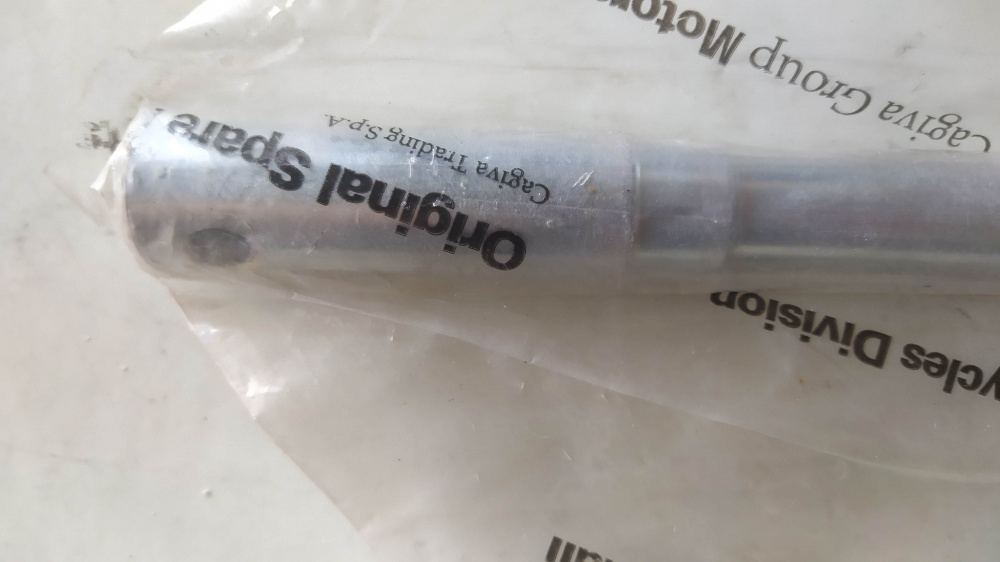 ycles Division
Original Spare
Cagiva Trading S.p.A.
Cagiva Group Motor